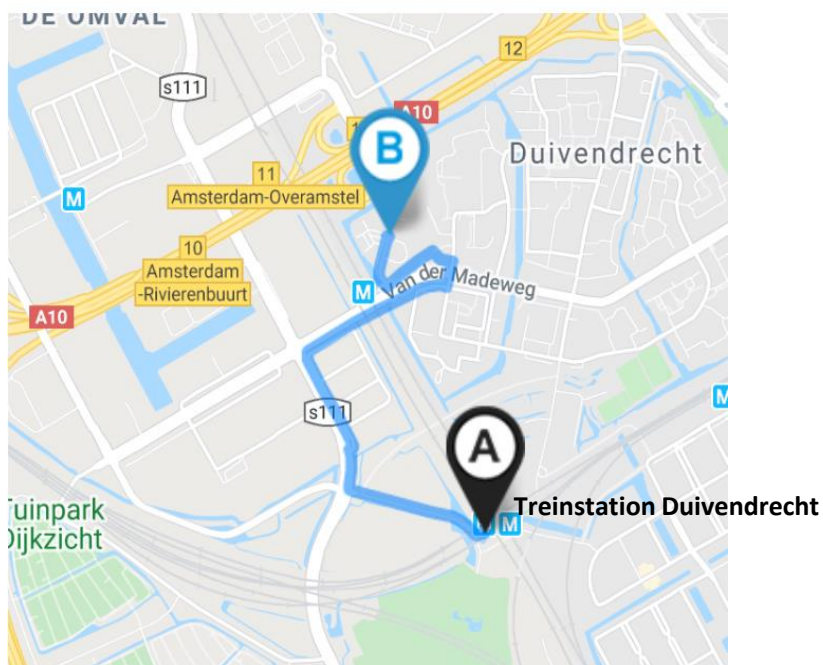 DE OMVAL
12
s111
A10
B
Duivendrecht
11
Amsterdam-Overamstel
M
10
Amsterdam
-Rivierenbuurt
M
Van der Madeweg
A10
s111
M
A
Treinstation Duivendrecht
M
Tuinpark
Dijkzicht